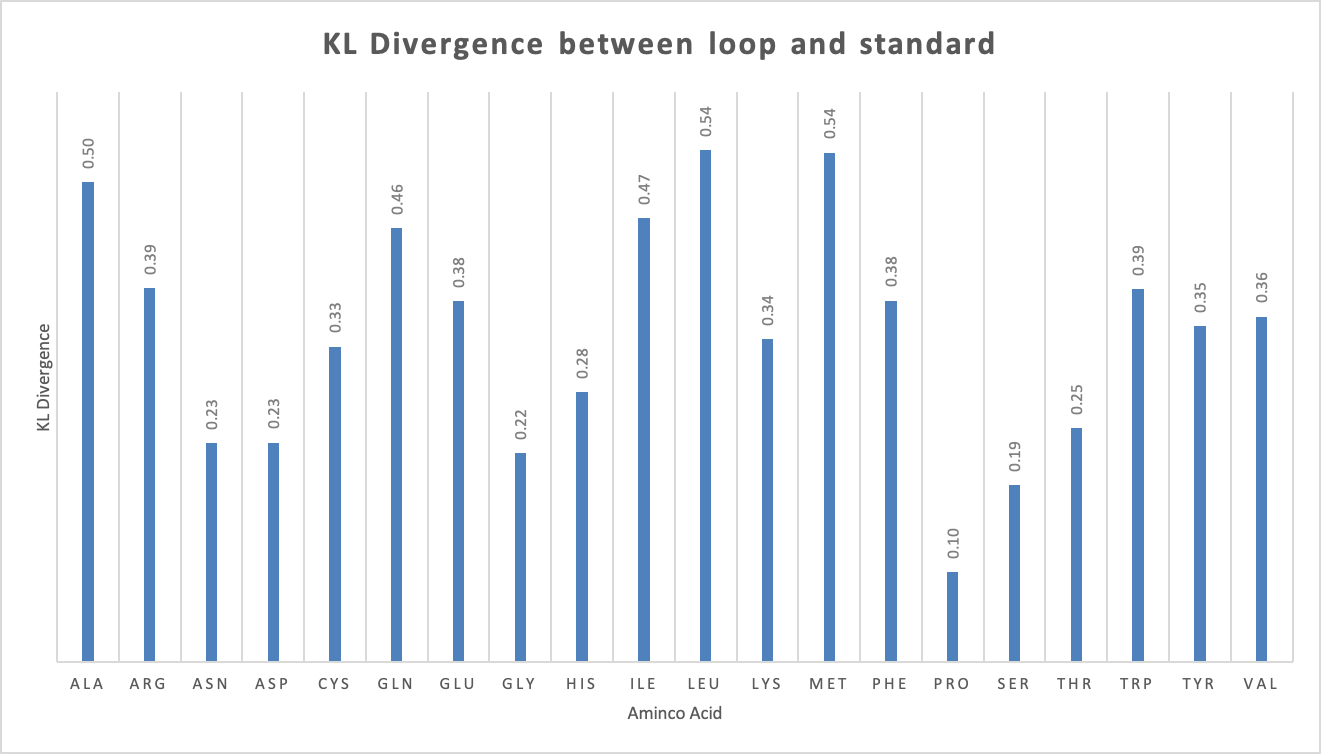 KL Divergence between loop and standard
KL Divergence
0.50 0.39 0.23 0.23 0.33 0.46 0.38 0.22 0.28 0.47 0.54 0.34 0.54 0.38 0.10 0.19 0.25 0.39 0.35 0.36
ALA ARG ASN ASP CYS GLN GLU GLY HIS ILE LEU LYS MET PHE PRO SER THR TRP TYR VAL
Aminco Acid